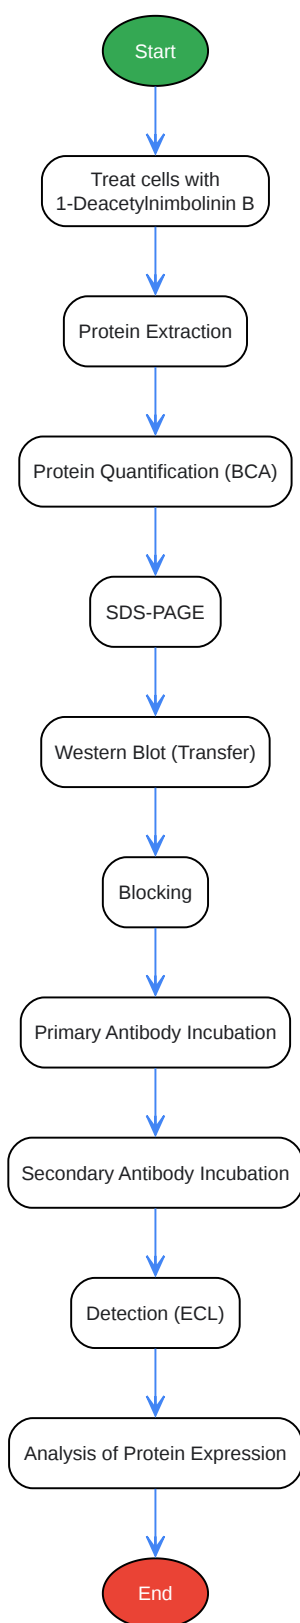 Start
Treat cells with
1-Deacetylnimbolinin B
Protein Extraction
Protein Quantification (BCA)
SDS-PAGE
Western Blot (Transfer)
Blocking
Primary Antibody Incubation
Secondary Antibody Incubation
Detection (ECL)
Analysis of Protein Expression
End